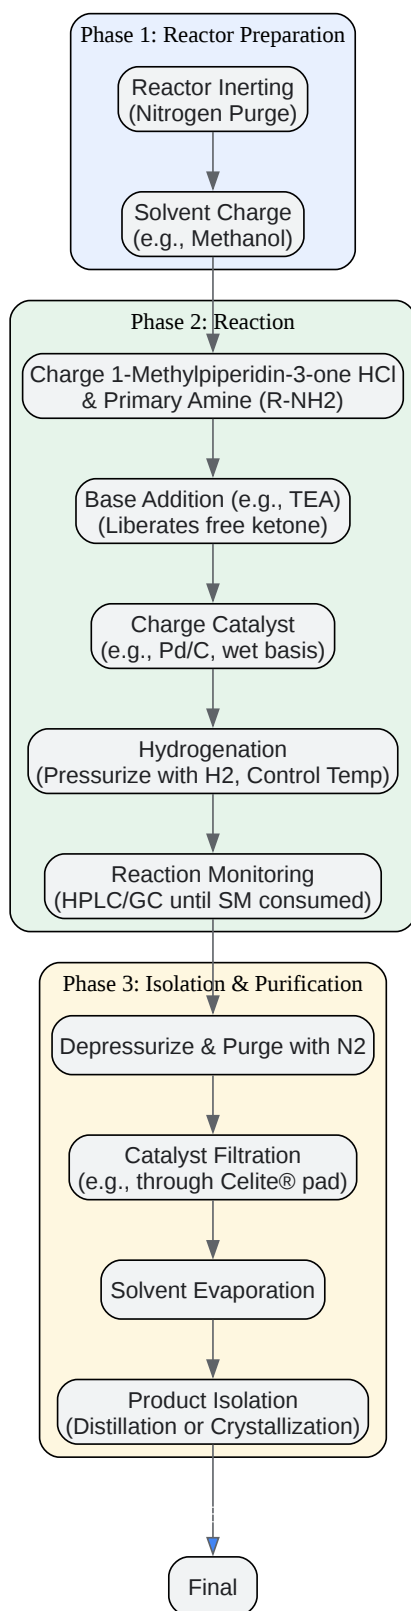 Phase 1: Reactor Preparation
Reactor Inerting
(Nitrogen Purge)
Solvent Charge
(e.g., Methanol)
Phase 2: Reaction
Charge 1-Methylpiperidin-3-one HCl
& Primary Amine (R-NH2)
Base Addition (e.g., TEA)
(Liberates free ketone)
Charge Catalyst
(e.g., Pd/C, wet basis)
Hydrogenation
(Pressurize with H2, Control Temp)
Reaction Monitoring
(HPLC/GC until SM consumed)
Phase 3: Isolation & Purification
Depressurize & Purge with N2
Catalyst Filtration
(e.g., through Celite® pad)
Solvent Evaporation
Product Isolation
(Distillation or Crystallization)
Final